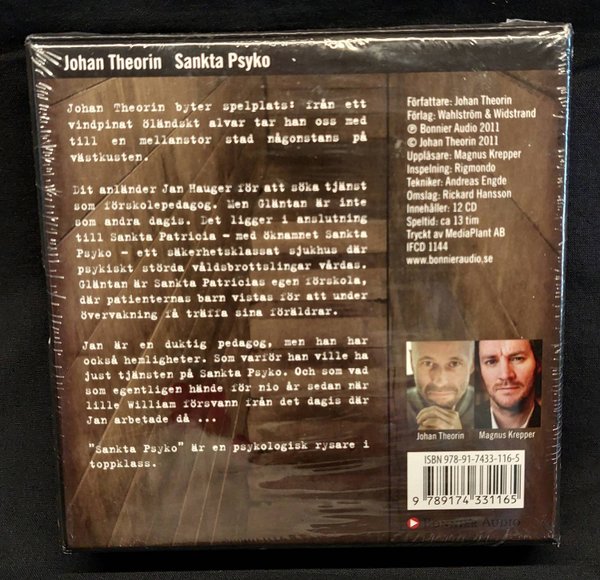 Johan Theorin Sankta Psyko
Johan Theorin byter spelplats: från ett
vindpinat öländskt alvar tar han oss med
till en mellanstor stad någonstans på
västkusten.
Dit anländer Jan Hauger för att söka tjänst
som förskolepedagog. Men Gläntan är inte
som andra dagis. Det ligger i anslutning
till Sankta Patricia – med öknamnet Sankta
Psyko – ett säkerhetsklassat sjukhus där
psykiskt störda våldsbrottslingar vårdas.
Gläntan är Sankta Patricias egen förskola,
där patienternas barn vistas för att under
övervakning få träffa sina föräldrar.
Jan är en duktig pedagog, men han har
också hemligheter. Som varför han ville ha
just tjänsten på Sankta Psyko. Och som vad
som egentligen hände för nio år sedan när
lille William försvann från det dagis där
Jan arbetade då ...
"Sankta Psyko" är en psykologisk rysare i
toppklass.
Författare: Johan Theorin
Förlag: Wahlström & Widstrand
℗ Bonnier Audio 2011
© Johan Theorin 2011
Uppläsare: Magnus Krepper
Inspelning: Rigmondo
Tekniker: Andreas Engde
Omslag: Rickard Hansson
Innehåller: 12 CD
Speltid: ca 13 tim
Tryckt av MediaPlant AB
IFCD 1144
www.bonnieraudio.se
Johan Theorin Magnus Krepper
ISBN 978-91-7433-116-5
9 789174 331165
Bonnier Audio